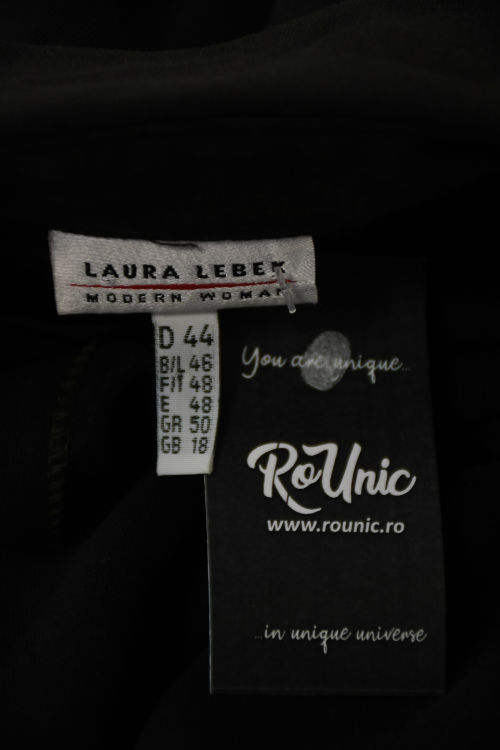 LAURA LEBEK
MODERN WOMAN
D 44
B/L 46
F/I 48
E 48
GR 50
GB 18
You are unique...
RoUnic
www.rounic.ro
...in unique universe